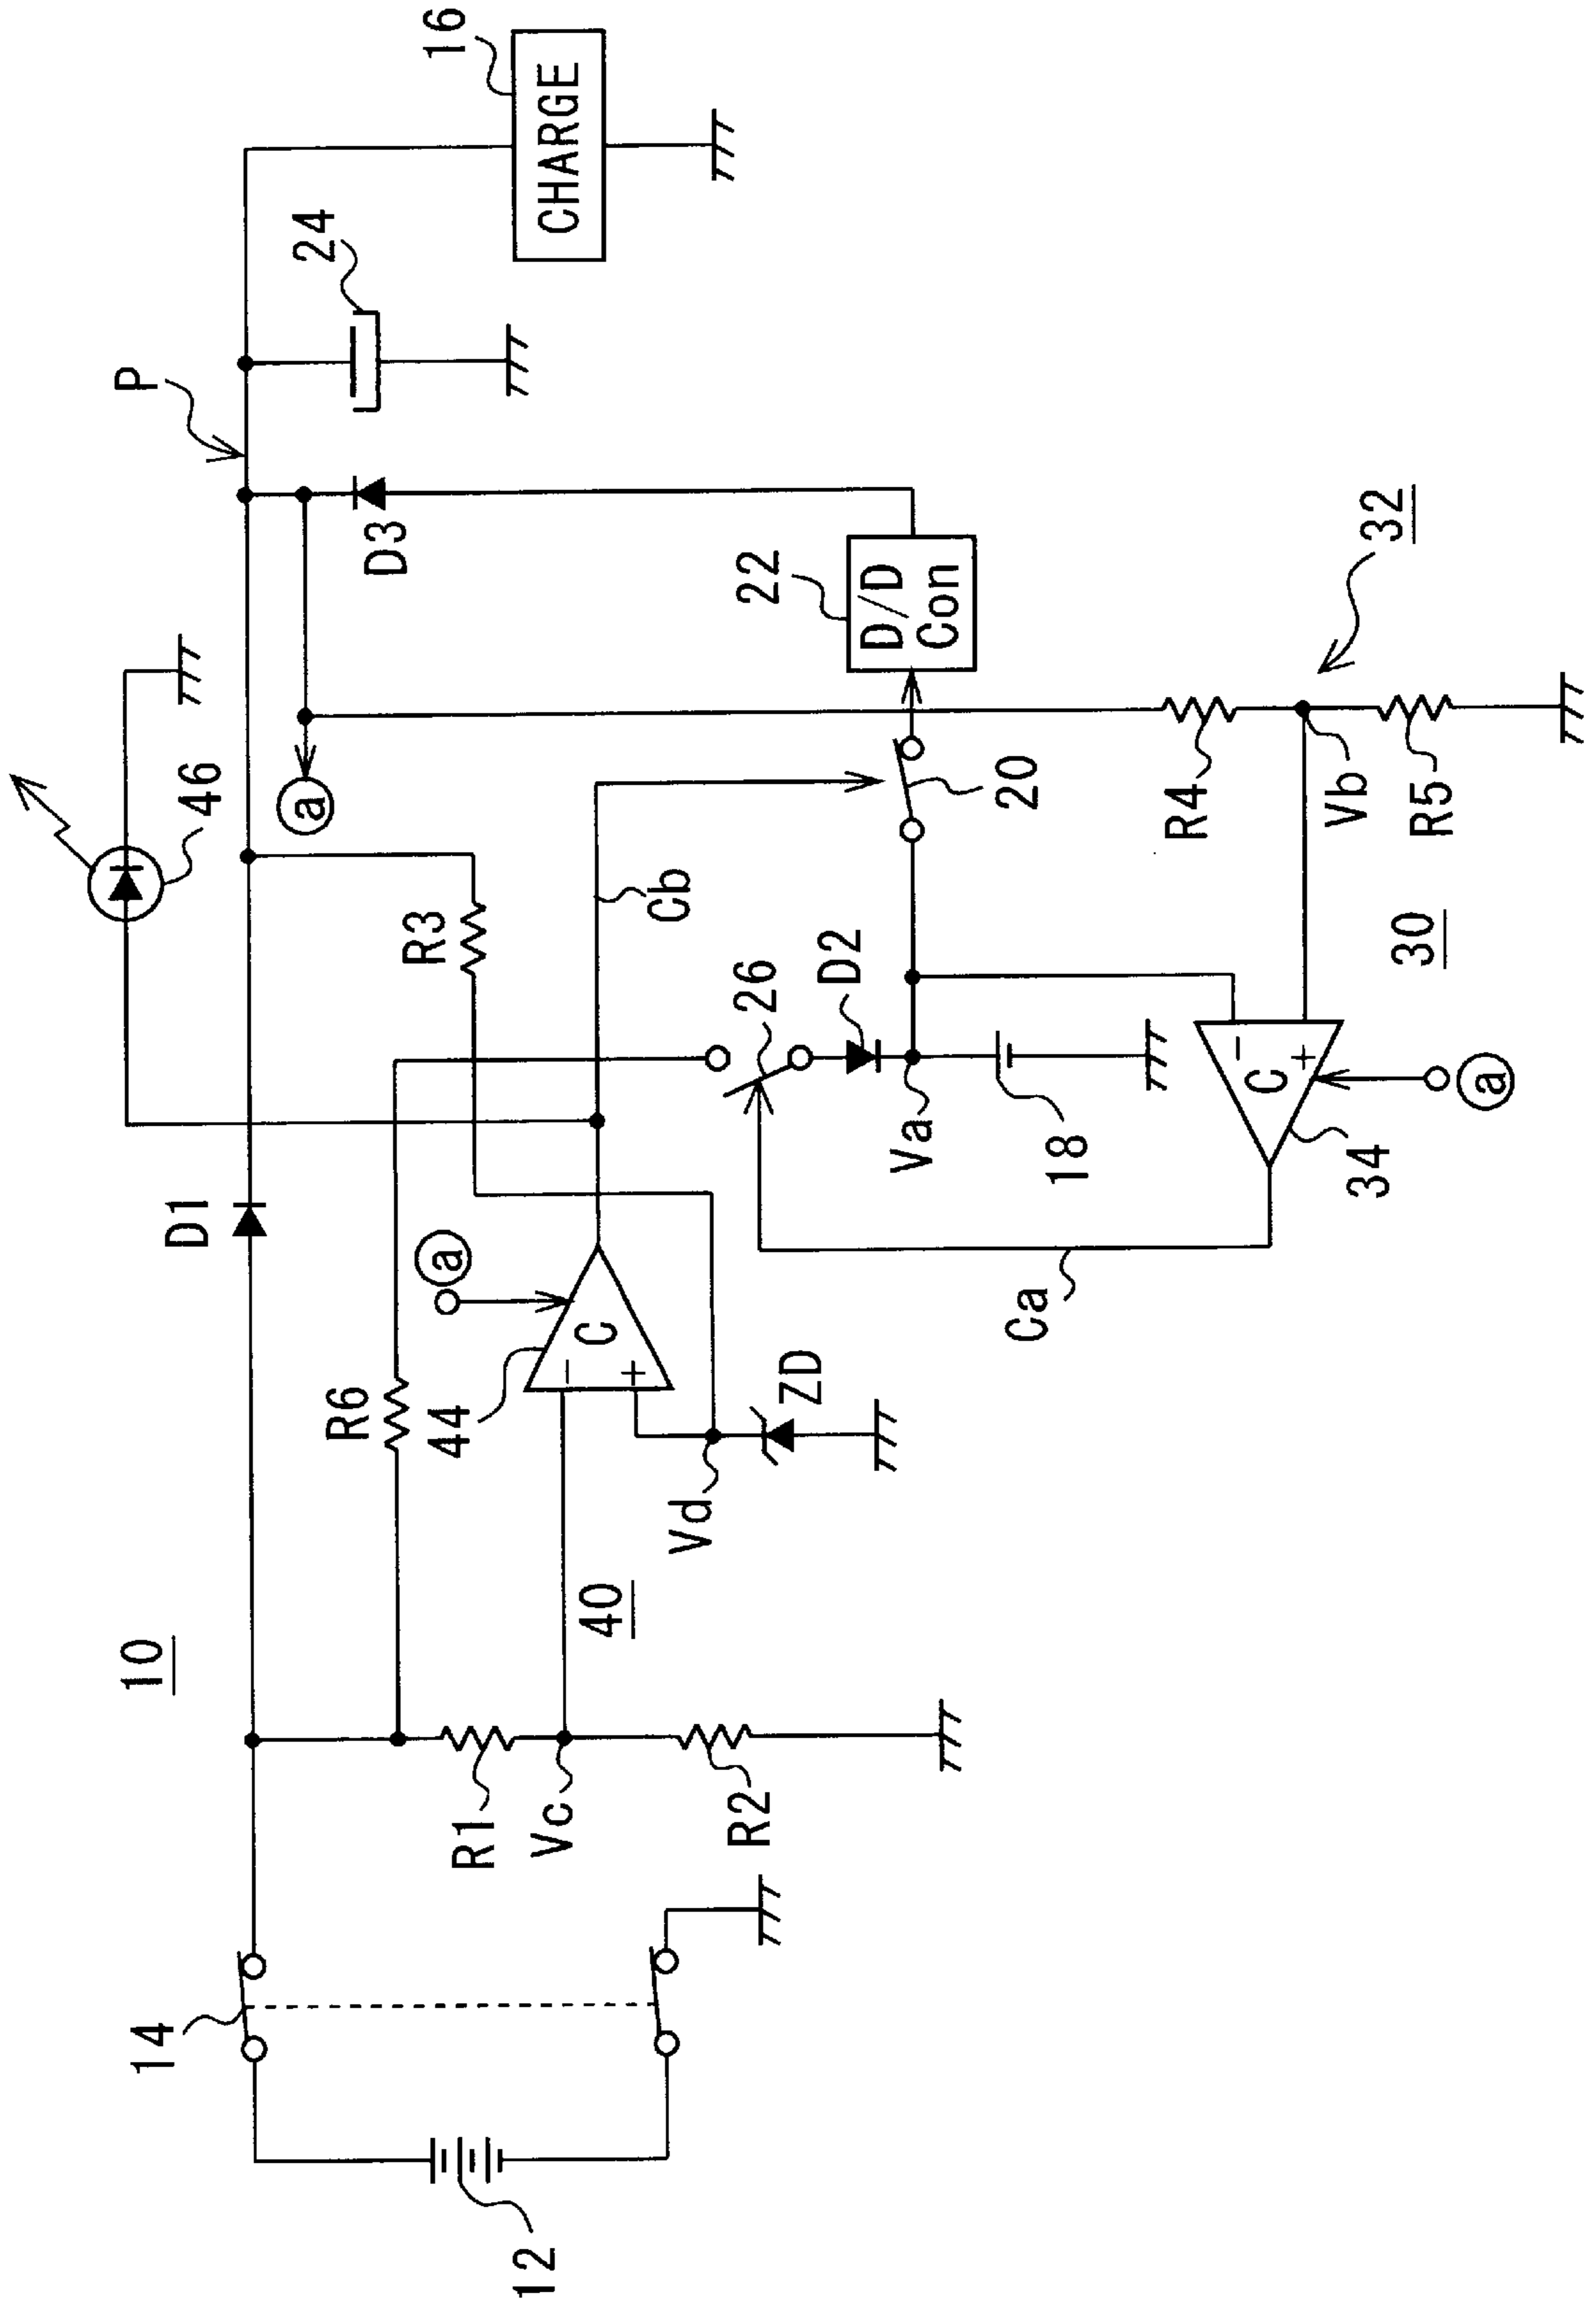 10
14
12
R1
Vc
R2
40
R6
44
C
−
+
ⓐ
Vd
ZD
D1
R3
46
Cb
26
D2
Va
18
Ca
ⓐ
P
D3
24
16
CHARGE
22
D/D
Con
20
R4
Vb
R5
32
30
34
C
−
+
ⓐ